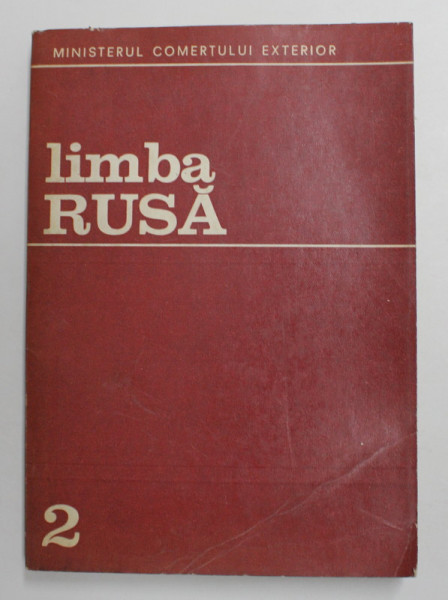 MINISTERUL COMERTULUI EXTERIOR
limba
RUSĂ
2